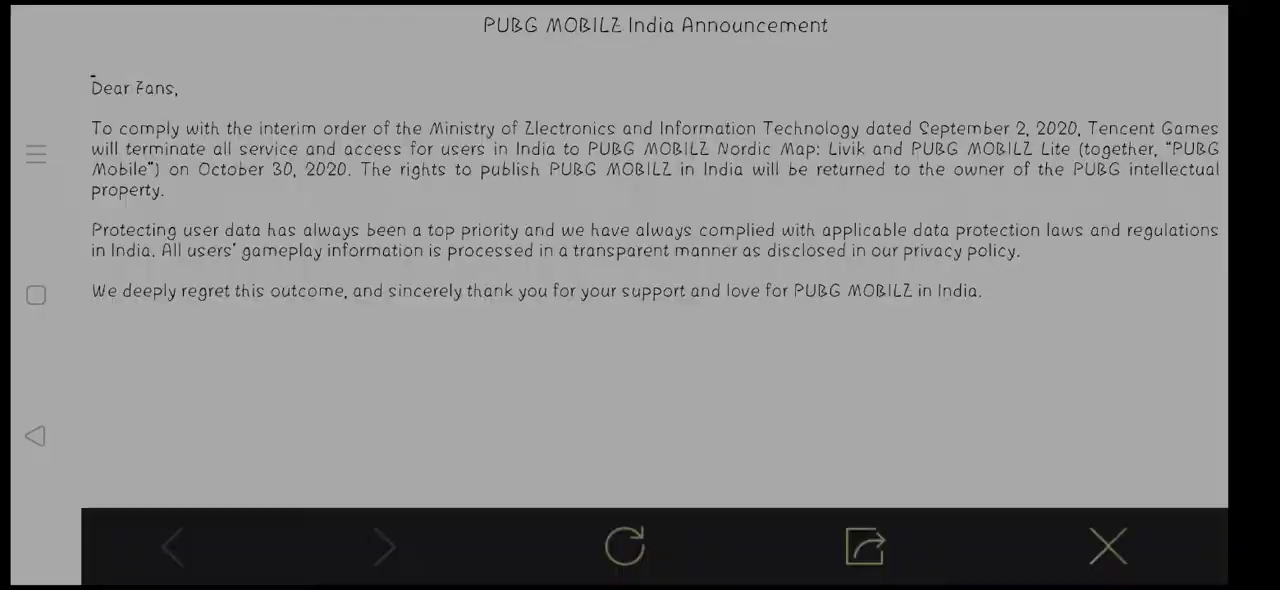 PUBG MOBILE India Announcement
Dear Fans,
To comply with the interim order of the Ministry of Electronics and Information Technology dated September 2, 2020, Tencent Games
will terminate all service and access for users in India to PUBG MOBILE Nordic Map: Livik and PUBG MOBILE Lite (together, “PUBG
Mobile”) on October 30, 2020. The rights to publish PUBG MOBILE in India will be returned to the owner of the PUBG intellectual
property.
Protecting user data has always been a top priority and we have always complied with applicable data protection laws and regulations
in India. All users’ gameplay information is processed in a transparent manner as disclosed in our privacy policy.
We deeply regret this outcome, and sincerely thank you for your support and love for PUBG MOBILE in India.